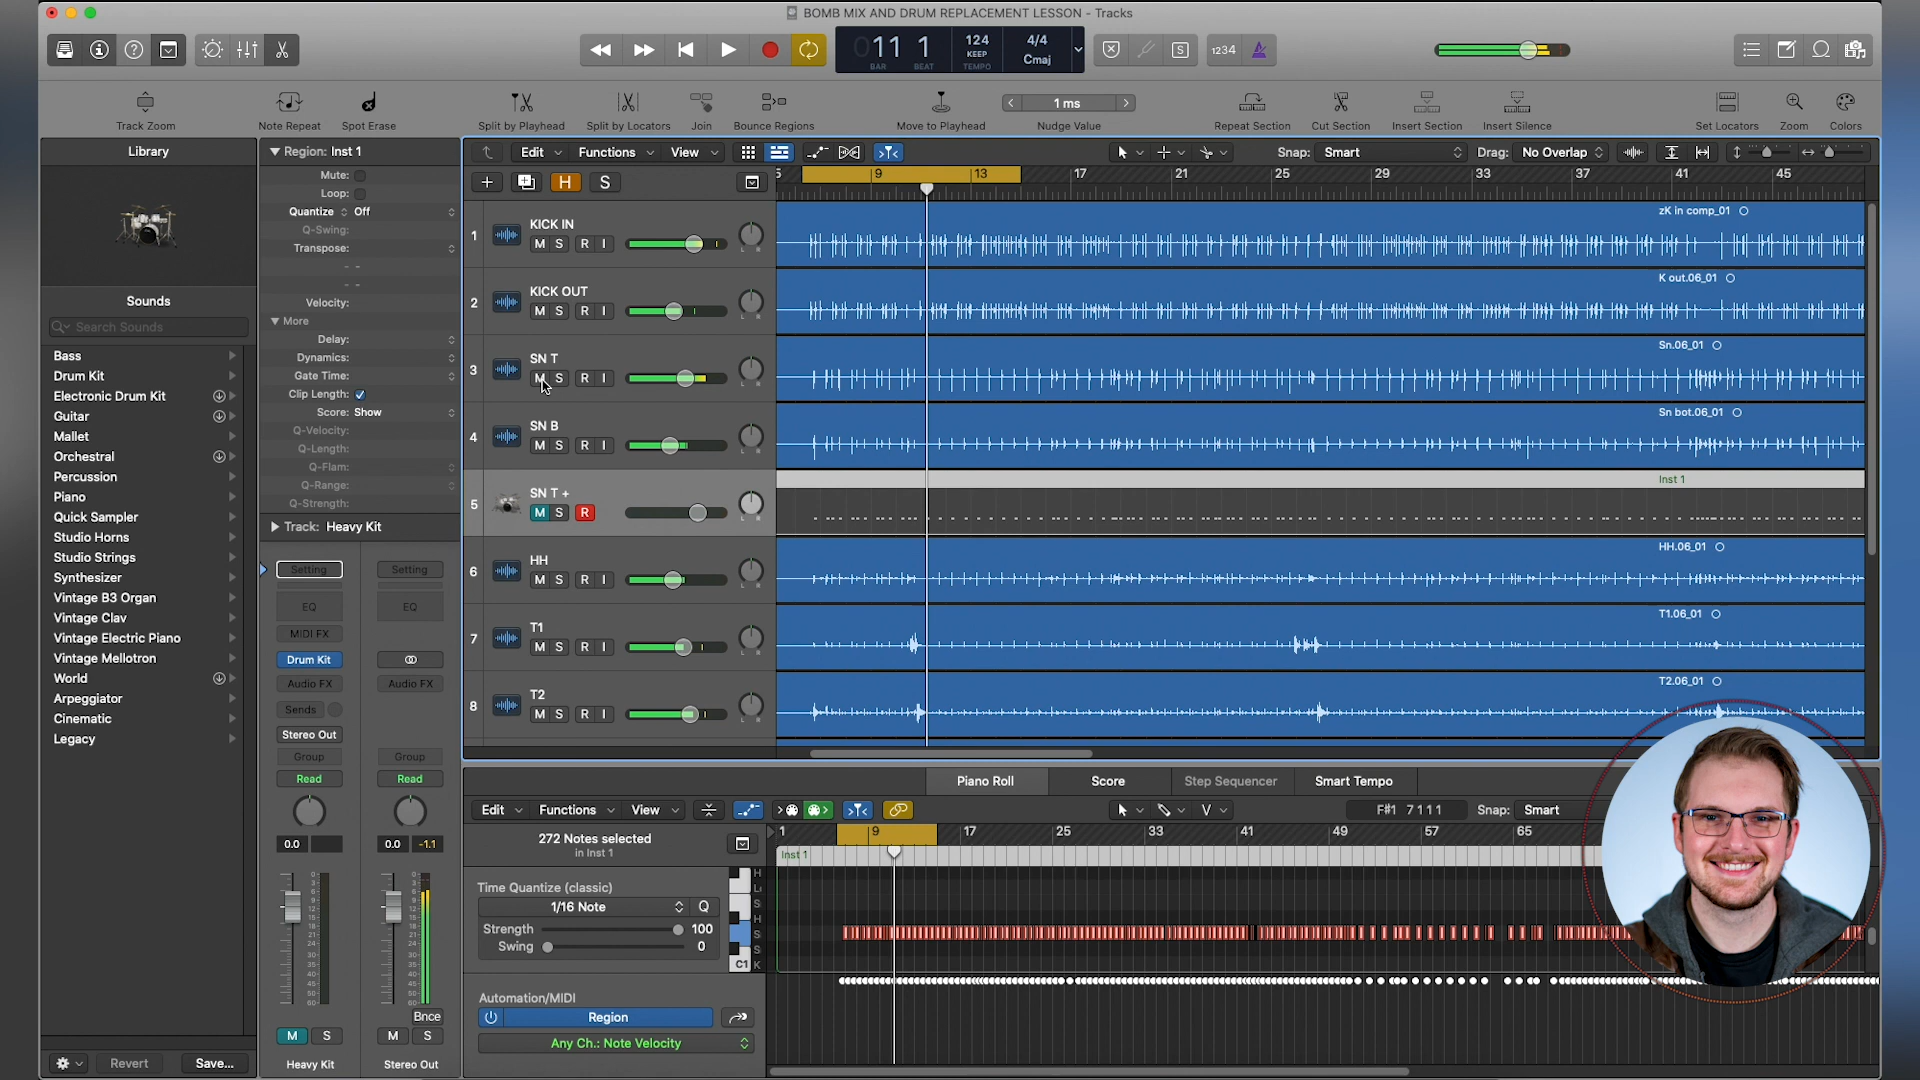 BOMB MIX AND DRUM REPLACEMENT LESSON - Tracks
011 1
BAR BEAT
124
KEEP
TEMPO
4/4
Cmaj
S
1234
Track Zoom
Note Repeat
Spot Erase
Split by Playhead
Split by Locators
Join
Bounce Regions
Move to Playhead
1 ms
Nudge Value
Repeat Section
Cut Section
Insert Section
Insert Silence
Set Locators
Zoom
Colors
Library
Sounds
Search Sounds
Bass
Drum Kit
Electronic Drum Kit
Guitar
Mallet
Orchestral
Percussion
Piano
Quick Sampler
Studio Horns
Studio Strings
Synthesizer
Vintage B3 Organ
Vintage Clav
Vintage Electric Piano
Vintage Mellotron
World
Arpeggiator
Cinematic
Legacy
Revert
Save...
Region: Inst 1
Mute:
Loop:
Quantize Off
Q-Swing:
Transpose:
Velocity:
More
Delay:
Dynamics:
Gate Time:
Clip Length:
Score: Show
Q-Velocity:
Q-Length:
Q-Flam:
Q-Range:
Q-Strength:
Track: Heavy Kit
Setting Setting
EQ EQ
MIDI FX
Drum Kit
Audio FX Audio FX
Sends
Stereo Out
Group Group
Read Read
0.0 0.0 -1.1
Bnce
M S M S
Heavy Kit Stereo Out
Edit Functions View
Snap: Smart
Drag: No Overlap
H S
5 9 13 17 21 25 29 33 37 41 45
1 KICK IN
M S R I
zK in comp_01
2 KICK OUT
M S R I
K out.06_01
3 SN T
M S R I
Sn.06_01
4 SN B
M S R I
Sn bot.06_01
5 SN T +
M S R
Inst 1
6 HH
M S R I
HH.06_01
7 T1
M S R I
T1.06_01
8 T2
M S R I
T2.06_01
Piano Roll Score Step Sequencer Smart Tempo
Edit Functions View
F#1 7 1 1 1
Snap: Smart
272 Notes selected
in Inst 1
1 9 17 25 33 41 49 57 65
Inst 1
Time Quantize (classic)
1/16 Note Q
Strength 100
Swing 0
C1 K
Automation/MIDI
Region
Any Ch.: Note Velocity